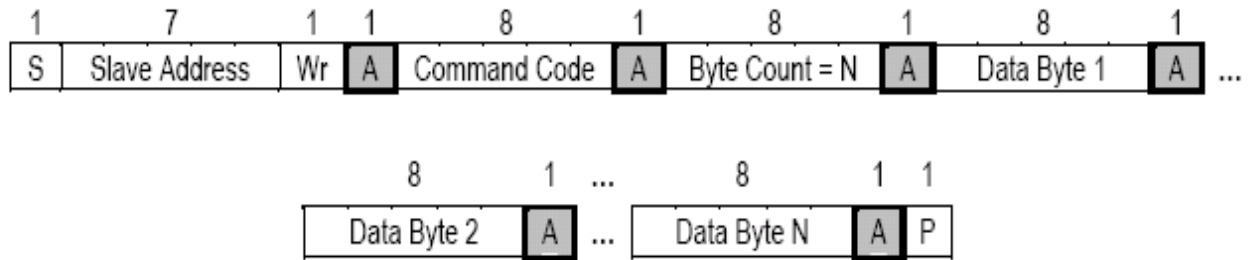 1 7 1 1 8 1 8 1 8 1
S Slave Address Wr A Command Code A Byte Count = N A Data Byte 1 A ...
8 1 ... 8 1 1
Data Byte 2 A ... Data Byte N A P